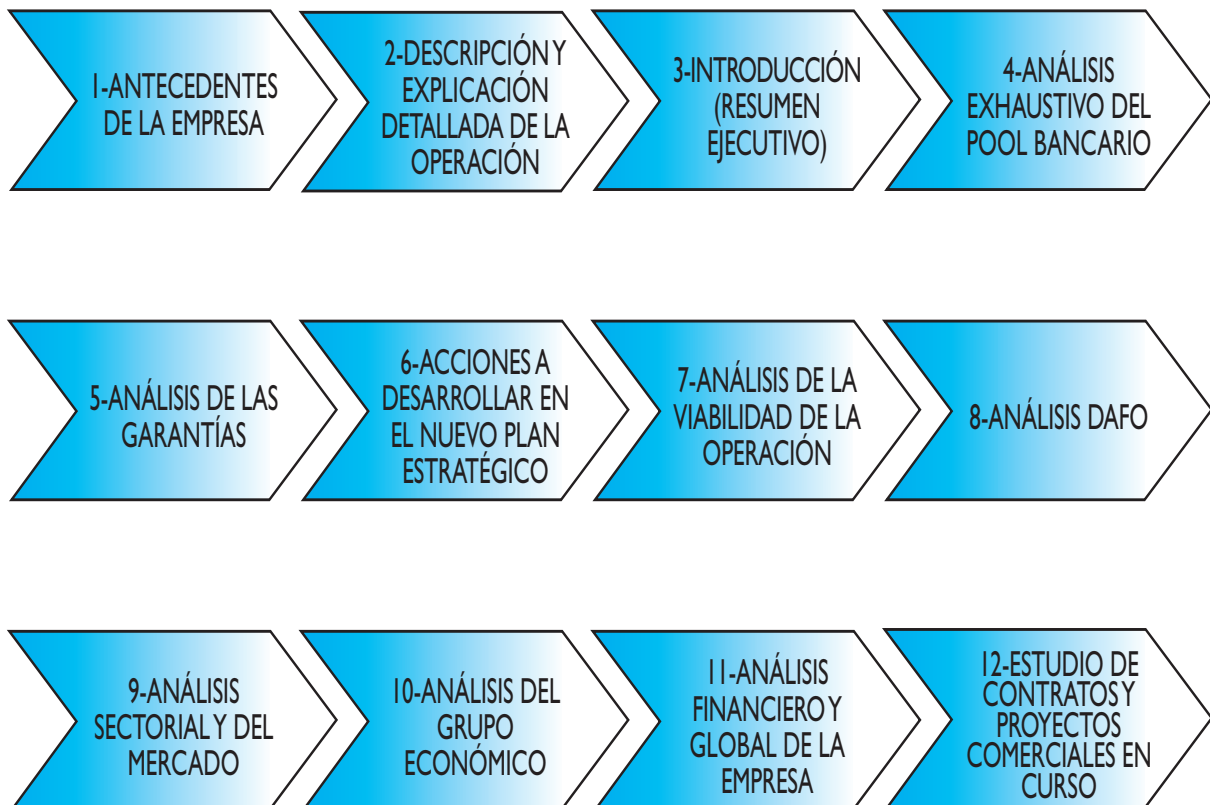 1-ANTECEDENTES
DE LA EMPRESA
2-DESCRIPCIÓN Y
EXPLICACIÓN
DETALLADA DE LA
OPERACIÓN
3-INTRODUCCIÓN
(RESUMEN
EJECUTIVO)
4-ANÁLISIS
EXHAUSTIVO DEL
POOL BANCARIO
5-ANÁLISIS DE LAS
GARANTÍAS
6-ACCIONES A
DESARROLLAR EN
EL NUEVO PLAN
ESTRATÉGICO
7-ANÁLISIS DE LA
VIABILIDAD DE LA
OPERACIÓN
8-ANÁLISIS DAFO
9-ANÁLISIS
SECTORIAL Y DEL
MERCADO
10-ANÁLISIS DEL
GRUPO
ECONÓMICO
11-ANÁLISIS
FINANCIERO Y
GLOBAL DE LA
EMPRESA
12-ESTUDIO DE
CONTRATOS Y
PROYECTOS
COMERCIALES EN
CURSO